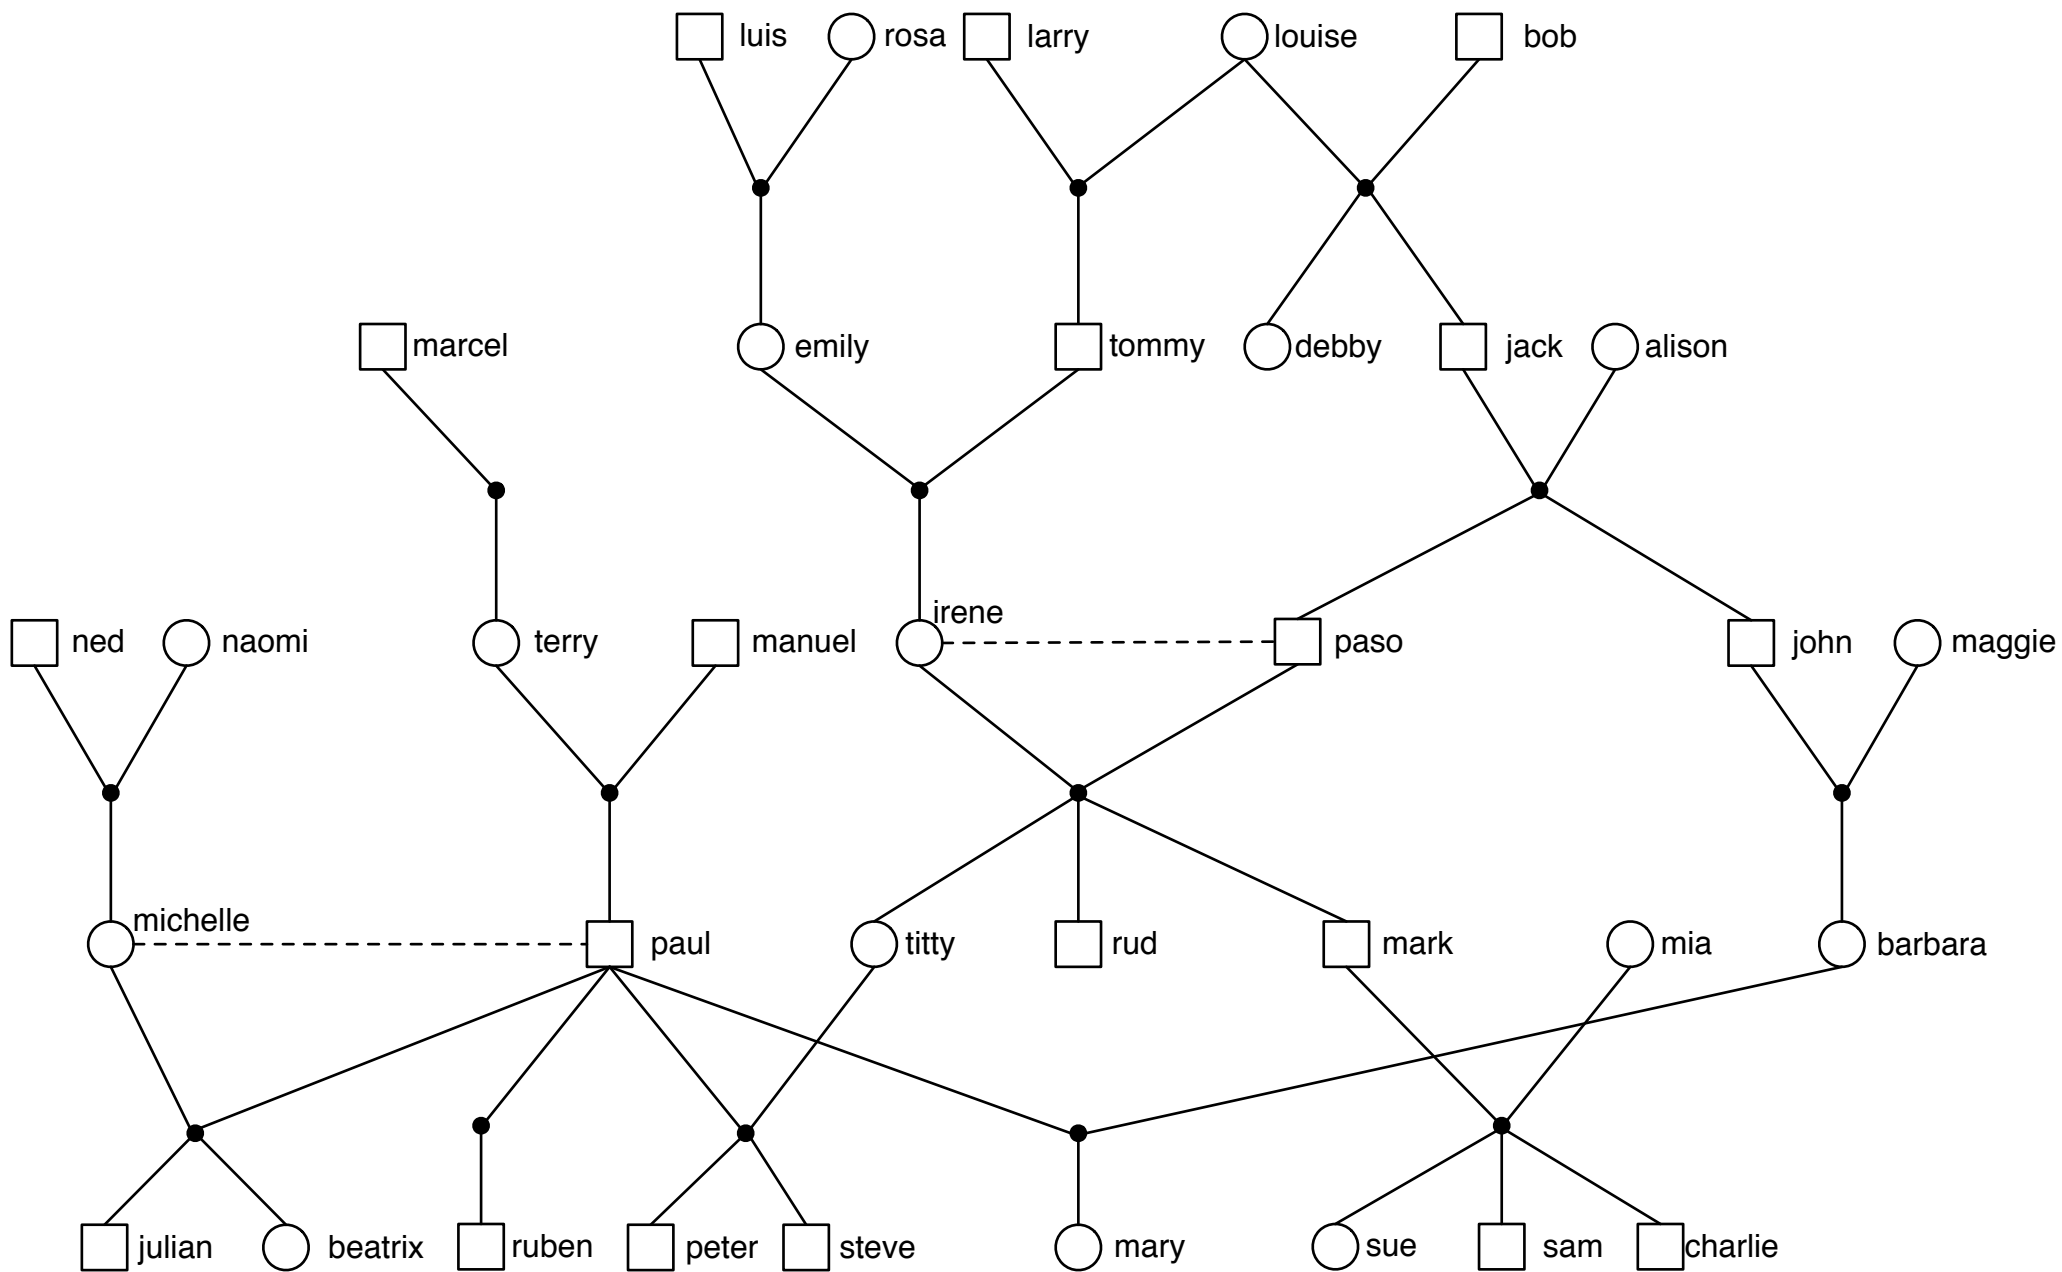 luis
rosa
larry
louise
bob
marcel
emily
tommy
debby
jack
alison
irene
ned
naomi
terry
manuel
paso
john
maggie
michelle
paul
titty
rud
mark
mia
barbara
julian
beatrix
ruben
peter
steve
mary
sue
sam
charlie